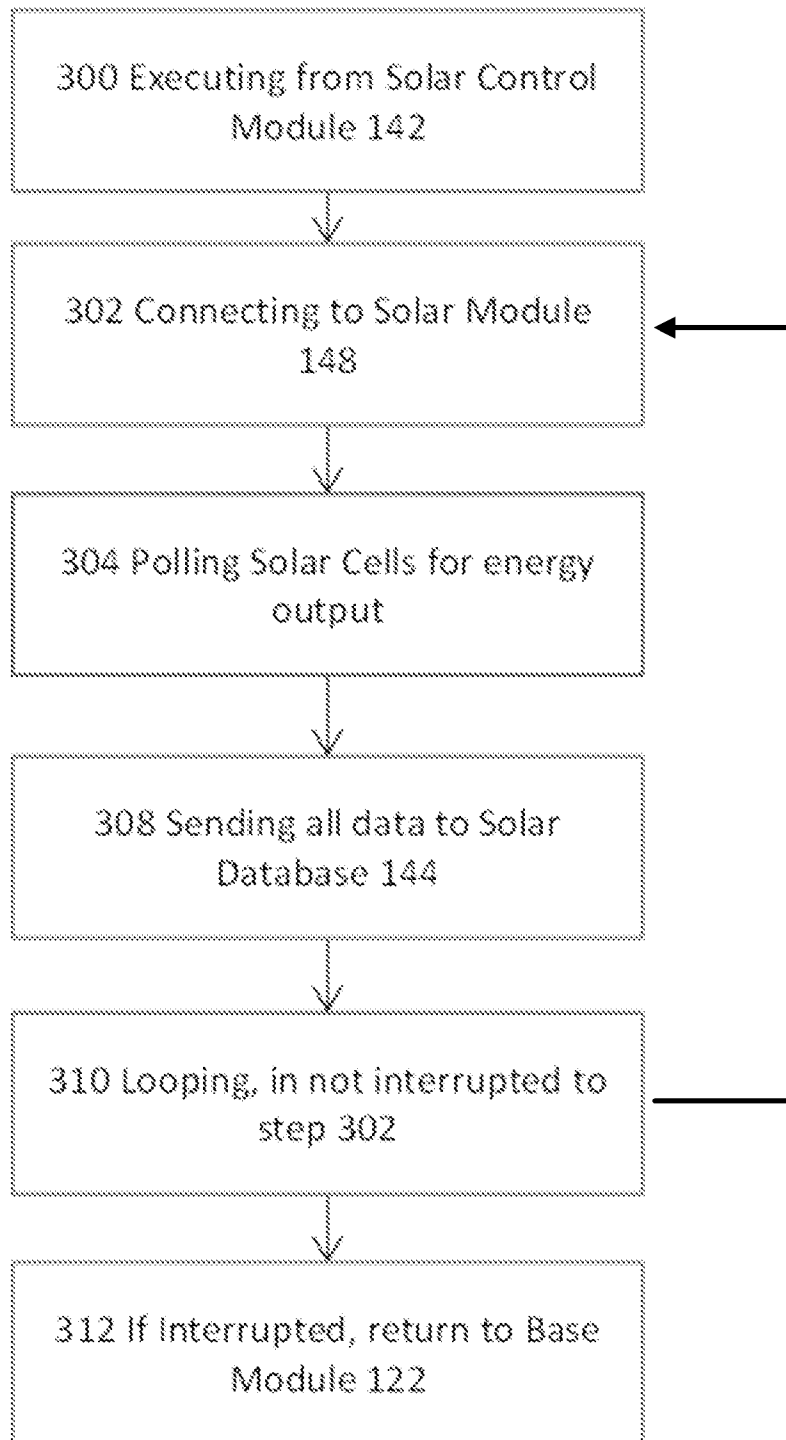 300 Executing from Solar Control
Module 142
302 Connecting to Solar Module
148
304 Polling Solar Cells for energy
output
308 Sending all data to Solar
Database 144
310 Looping, in not interrupted to
step 302
312 If Interrupted, return to Base
Module 122